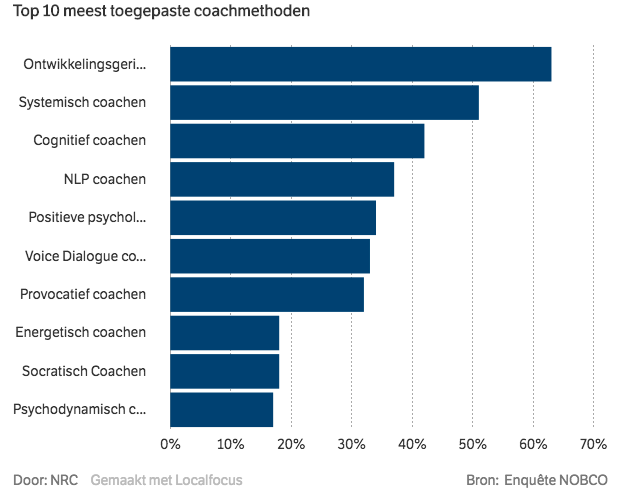 Top 10 meest toegepaste coachmethoden
Ontwikkelingsgeri...
Systemisch coachen
Cognitief coachen
NLP coachen
Positieve psychol...
Voice Dialogue co...
Provocatief coachen
Energetisch coachen
Socratisch Coachen
Psychodynamisch c...
0% 10% 20% 30% 40% 50% 60% 70%
Door: NRC Gemaakt met Localfocus Bron: Enquête NOBCO